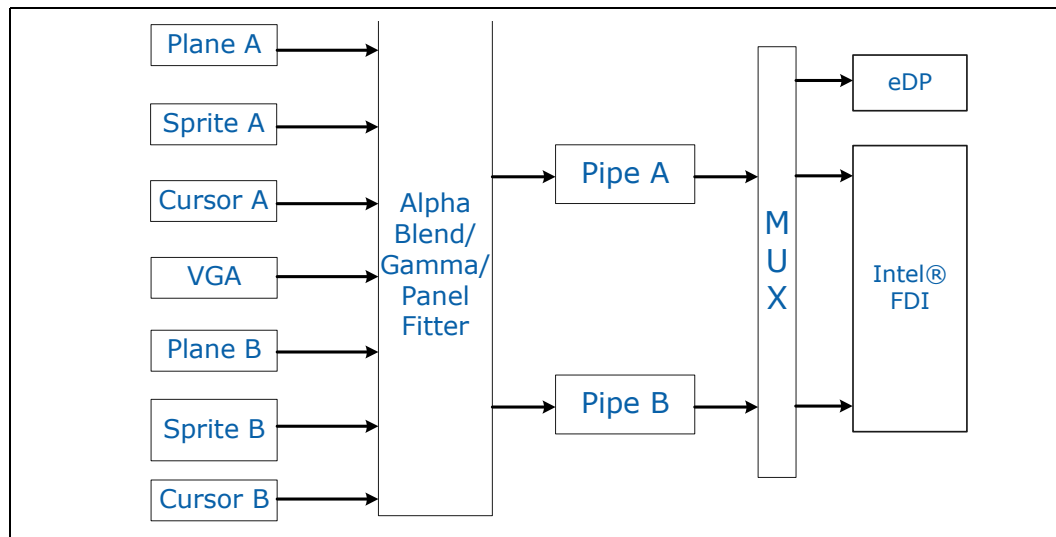 Plane A
Sprite A
Cursor A
VGA
Plane B
Sprite B
Cursor B
Alpha
Blend/
Gamma/
Panel
Fitter
Pipe A
Pipe B
M
U
X
eDP
Intel®
FDI